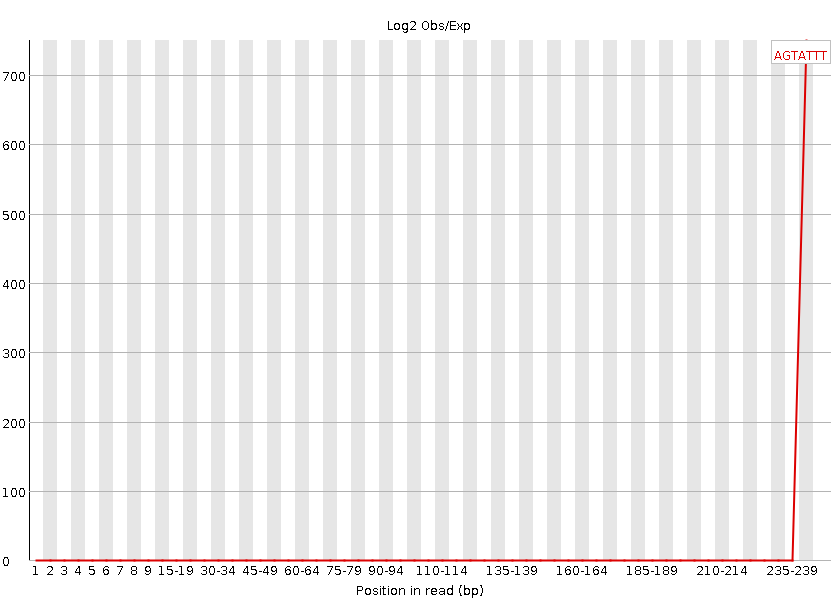 Log2 Obs/Exp
AGTATTT
700
600
500
400
300
200
100
0
1 2 3 4 5 6 7 8 9 15-19 30-34 45-49 60-64 75-79 90-94 110-114 135-139 160-164 185-189 210-214 235-239
Position in read (bp)